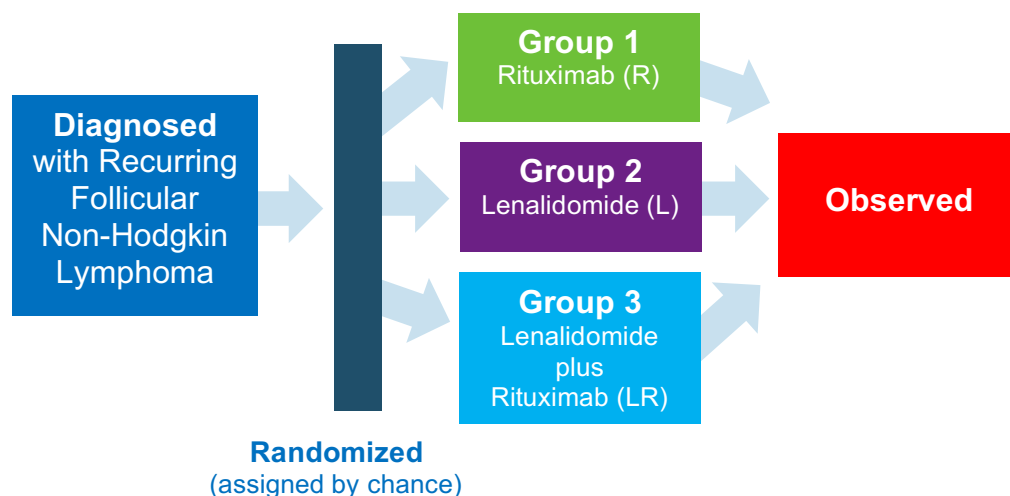 Diagnosed
with Recurring
Follicular
Non-Hodgkin
Lymphoma
Randomized
(assigned by chance)
Group 1
Rituximab (R)
Group 2
Lenalidomide (L)
Group 3
Lenalidomide
plus
Rituximab (LR)
Observed